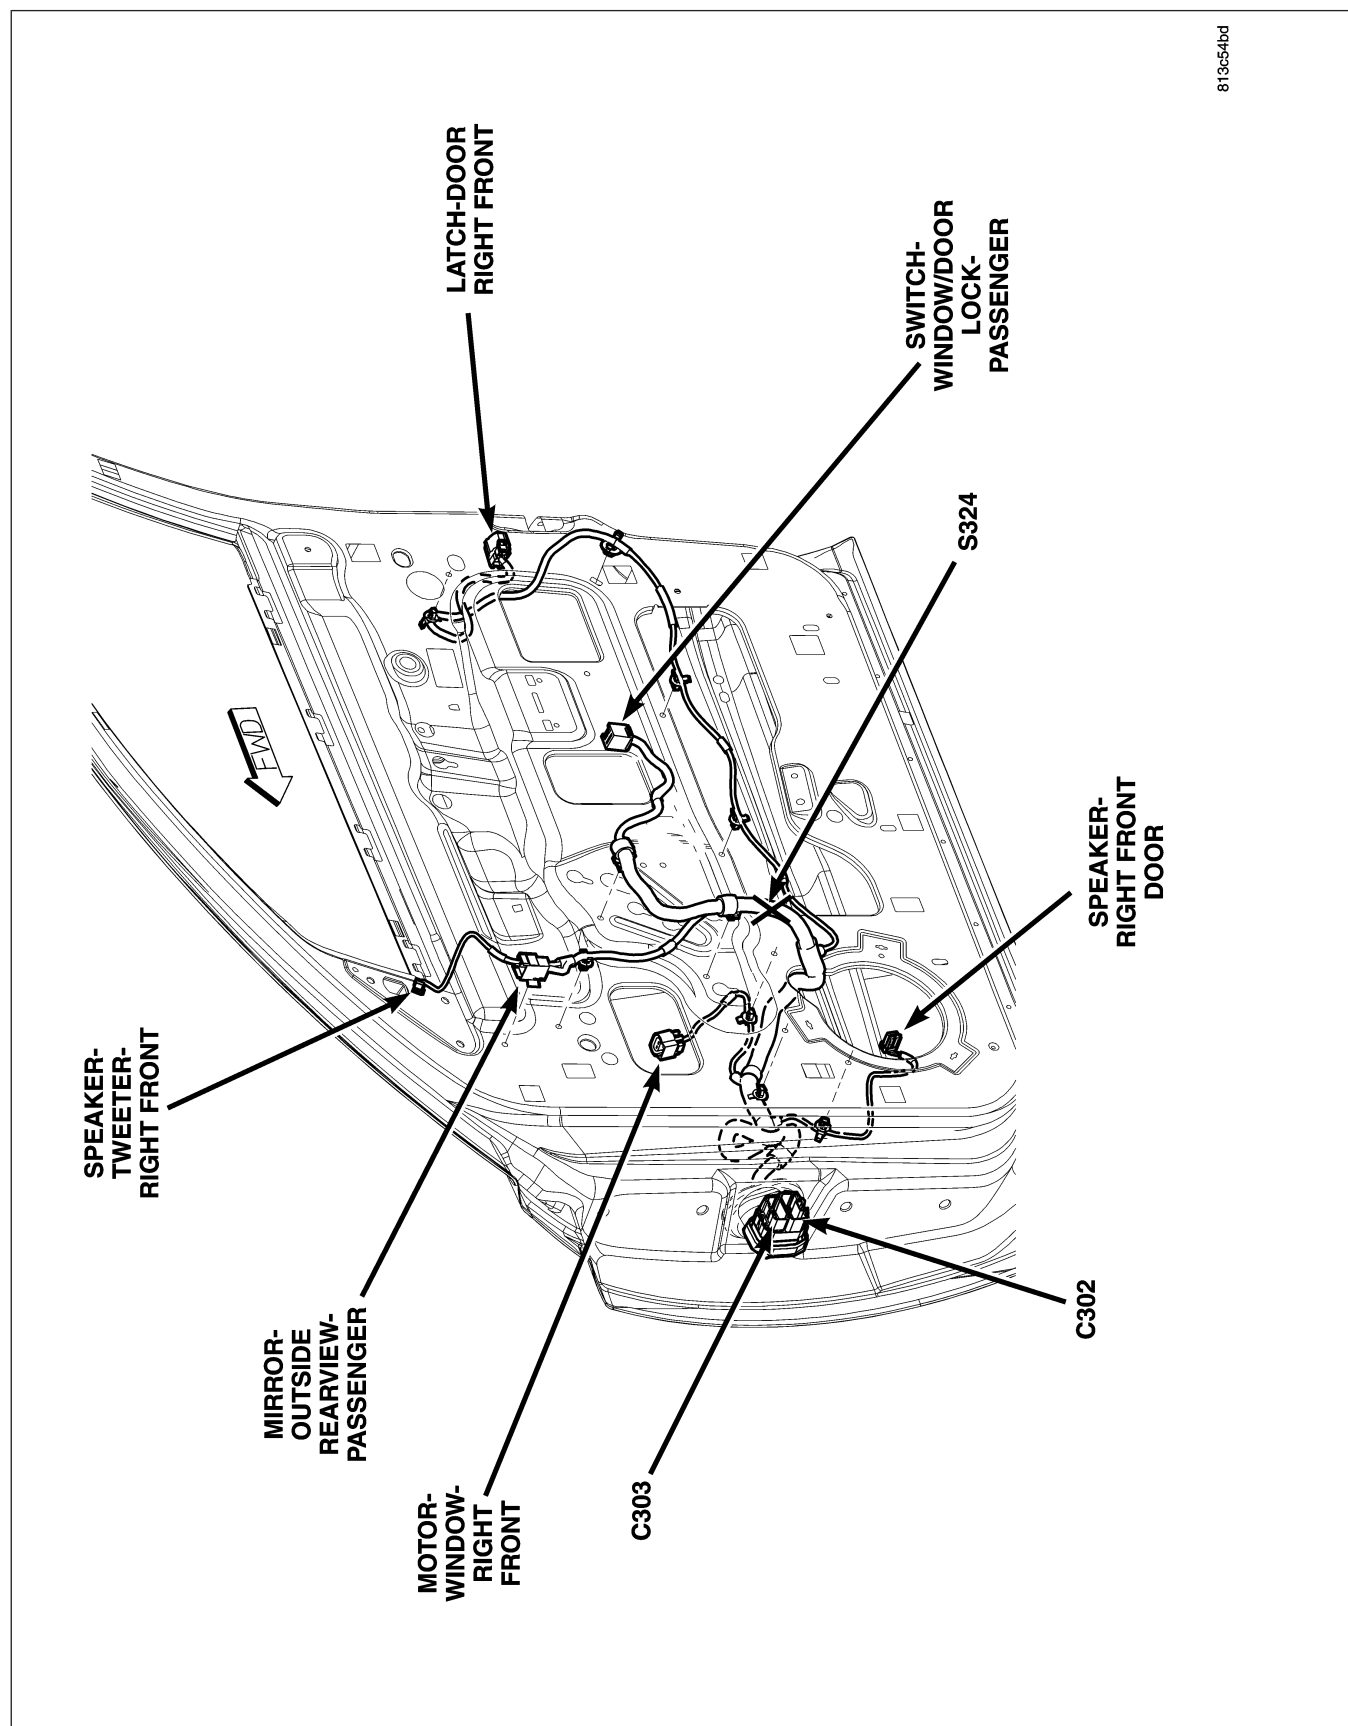 SPEAKER-
TWEETER-
RIGHT FRONT
MIRROR-
OUTSIDE
REARVIEW-
PASSENGER
MOTOR-
WINDOW-
RIGHT
FRONT
C303
C302
SPEAKER-
RIGHT FRONT
DOOR
S324
SWITCH-
WINDOW/DOOR
LOCK-
PASSENGER
LATCH-DOOR
RIGHT FRONT
FWD
813c54bd